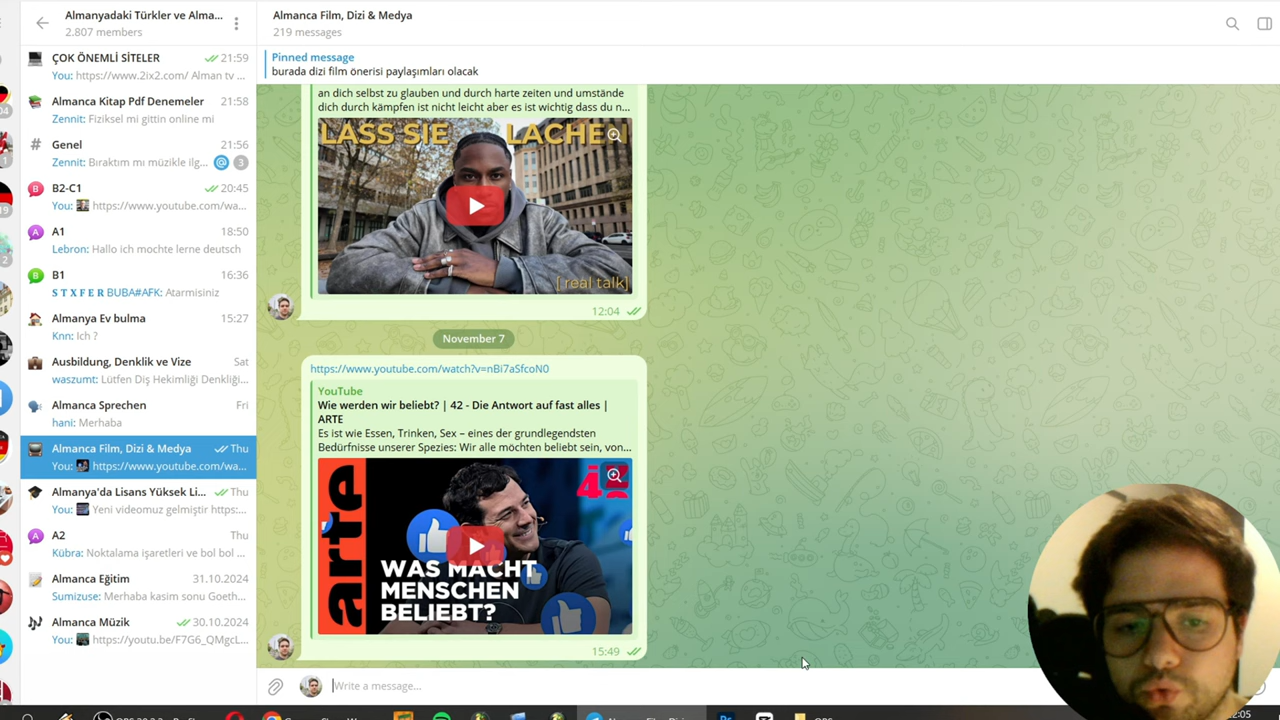 Almanyadaki Türkler ve Alma...
2.807 members
ÇOK ÖNEMLİ SİTELER 21:59
You: https://www.2ix2.com/ Alman tv ...
Almanca Kitap Pdf Denemeler 21:58
Zennit: Fiziksel mi gittin online mi
# Genel 21:56
Zennit: Bıraktım mı müzikle ilg... @ 3
B B2-C1 20:45
You: https://www.youtube.com/wa...
A A1 18:50
Lebron: Hallo ich mochte lerne deutsch
B B1 16:36
S T X F E R BUBA#AFK: Atarmisiniz
Almanya Ev bulma 15:27
Knn: Ich ?
Ausbildung, Denklik ve Vize Sat
waszumt: Lütfen Diş Hekimliği Denkliği...
Almanca Sprechen Fri
hani: Merhaba
Almanca Film, Dizi & Medya Thu
You: https://www.youtube.com/wa...
Almanya'da Lisans Yüksek Li... Thu
You: Yeni videomuz gelmiştir https:...
A A2 Thu
Kübra: Noktalama işaretleri ve bol bol ...
Almanca Eğitim 31.10.2024
Sumizuse: Merhaba kasim sonu Goeth...
Almanca Müzik 30.10.2024
You: https://youtu.be/F7G6_QMgcL...
Almanca Film, Dizi & Medya
219 messages
Pinned message
burada dizi film önerisi paylaşımları olacak
an dich selbst zu glauben und durch harte zeiten und umstände
dich durch kämpfen ist nicht leicht aber es ist wichtig dass du n...
LASS SIE LACHEN
[real talk]
12:04
November 7
https://www.youtube.com/watch?v=nBi7aSfcoN0
YouTube
Wie werden wir beliebt? | 42 - Die Antwort auf fast alles |
ARTE
Es ist wie Essen, Trinken, Sex – eines der grundlegendsten
Bedürfnisse unserer Spezies: Wir alle möchten beliebt sein, von...
arte
42
WAS MACHT
MENSCHEN
BELIEBT?
15:49
Write a message...